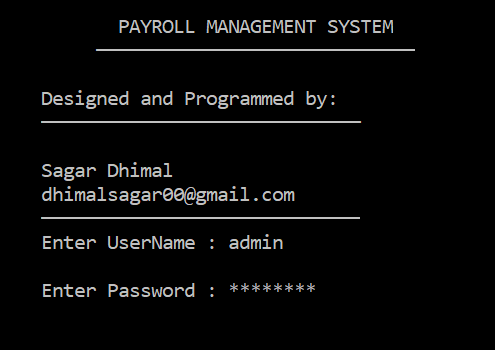 PAYROLL MANAGEMENT SYSTEM
Designed and Programmed by:
Sagar Dhimal
dhimalsagar00@gmail.com
Enter UserName : admin
Enter Password : ********